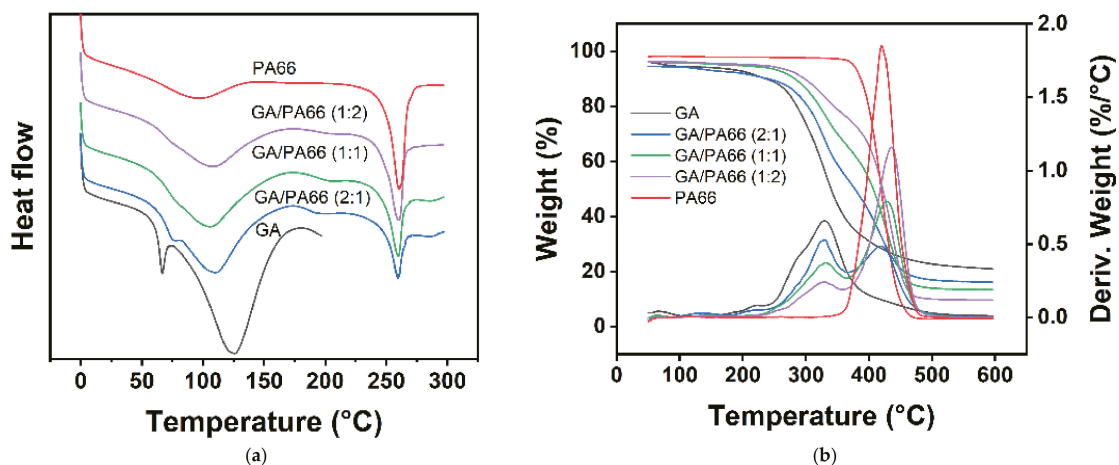 PA66
GA/PA66 (1:2)
GA/PA66 (1:1)
GA/PA66 (2:1)
GA
Heat flow
0 50 100 150 200 250 300
Temperature (°C)
(a)
100
80
60
40
20
0
Weight (%)
GA
GA/PA66 (2:1)
GA/PA66 (1:1)
GA/PA66 (1:2)
PA66
2.0
1.5
1.0
0.5
0.0
Deriv. Weight (%/°C)
0 100 200 300 400 500 600
Temperature (°C)
(b)